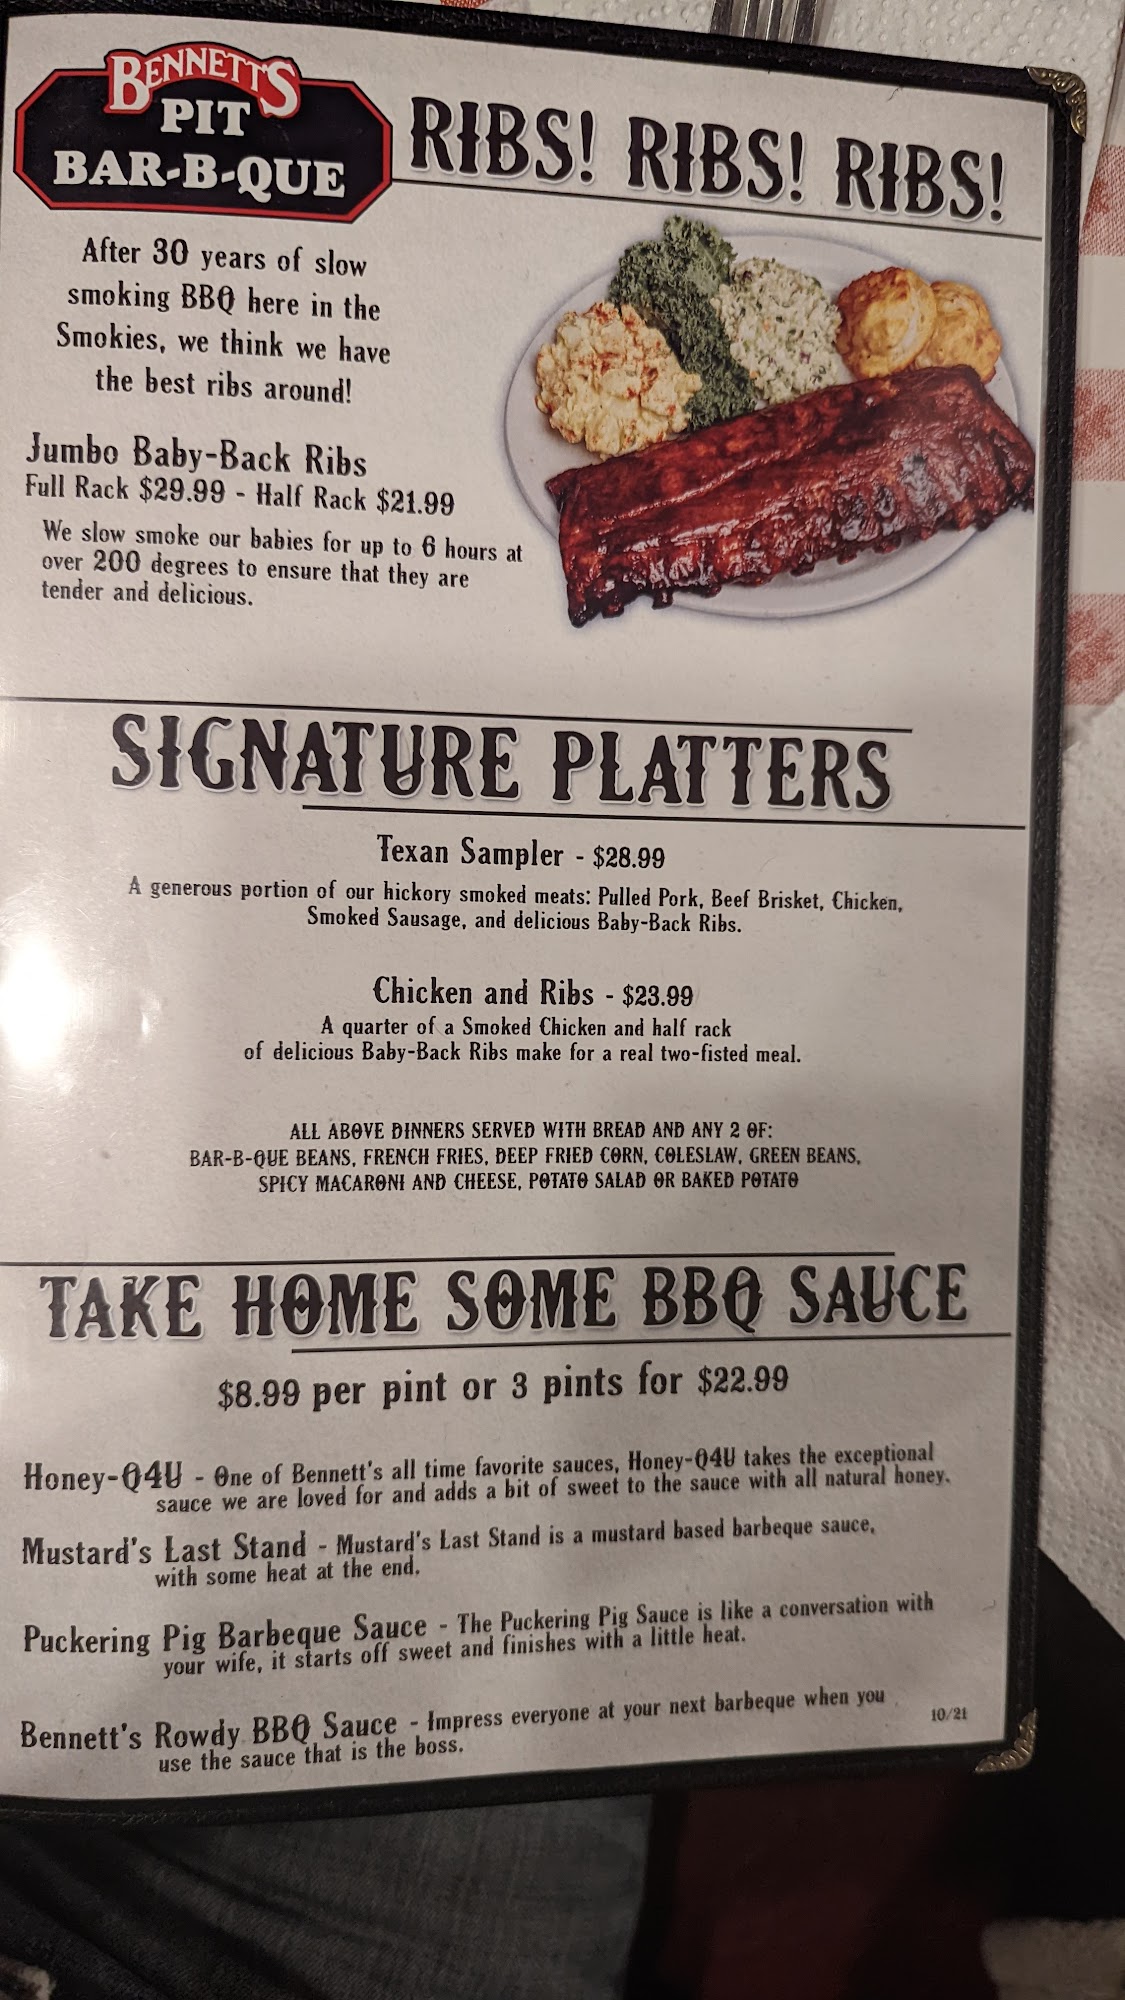 BENNETT'S
PIT
BAR-B-QUE
RIBS! RIBS! RIBS!
After 30 years of slow
smoking BBQ here in the
Smokies, we think we have
the best ribs around!
Jumbo Baby-Back Ribs
Full Rack $29.99 - Half Rack $21.99
We slow smoke our babies for up to 6 hours at
over 200 degrees to ensure that they are
tender and delicious.
SIGNATURE PLATTERS
Texan Sampler - $28.99
A generous portion of our hickory smoked meats: Pulled Pork, Beef Brisket, Chicken,
Smoked Sausage, and delicious Baby-Back Ribs.
Chicken and Ribs - $23.99
A quarter of a Smoked Chicken and half rack
of delicious Baby-Back Ribs make for a real two-fisted meal.
ALL ABOVE DINNERS SERVED WITH BREAD AND ANY 2 OF:
BAR-B-QUE BEANS, FRENCH FRIES, DEEP FRIED CORN, COLESLAW, GREEN BEANS,
SPICY MACARONI AND CHEESE, POTATO SALAD OR BAKED POTATO
TAKE HOME SOME BBQ SAUCE
$8.99 per pint or 3 pints for $22.99
Honey-Q4U - One of Bennett's all time favorite sauces, Honey-Q4U takes the exceptional
sauce we are loved for and adds a bit of sweet to the sauce with all natural honey.
Mustard's Last Stand - Mustard's Last Stand is a mustard based barbeque sauce,
with some heat at the end.
Puckering Pig Barbeque Sauce - The Puckering Pig Sauce is like a conversation with
your wife, it starts off sweet and finishes with a little heat.
Bennett's Rowdy BBQ Sauce - Impress everyone at your next barbeque when you
use the sauce that is the boss.
10/21